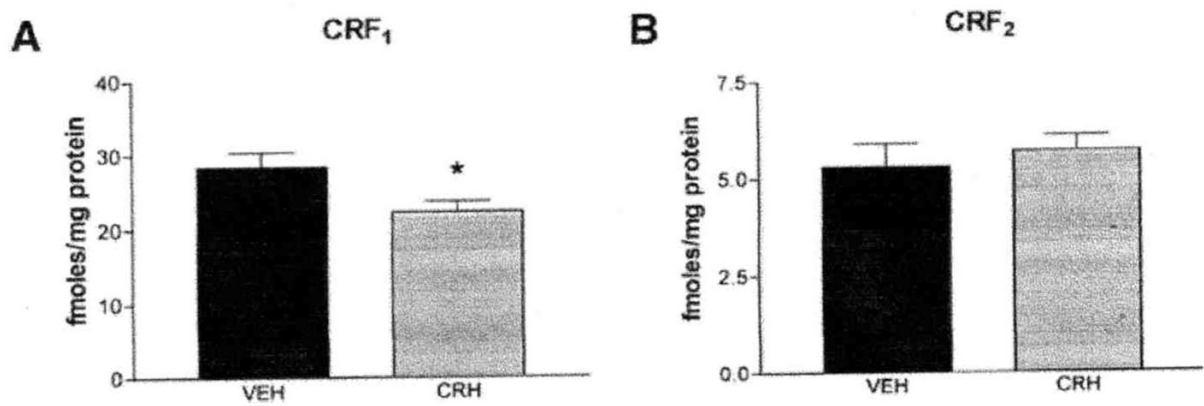 A
CRF₁
fmoles/mg protein
40
30
20
10
0
*
VEH
CRH
B
CRF₂
fmoles/mg protein
7.5
5.0
2.5
0.0
VEH
CRH